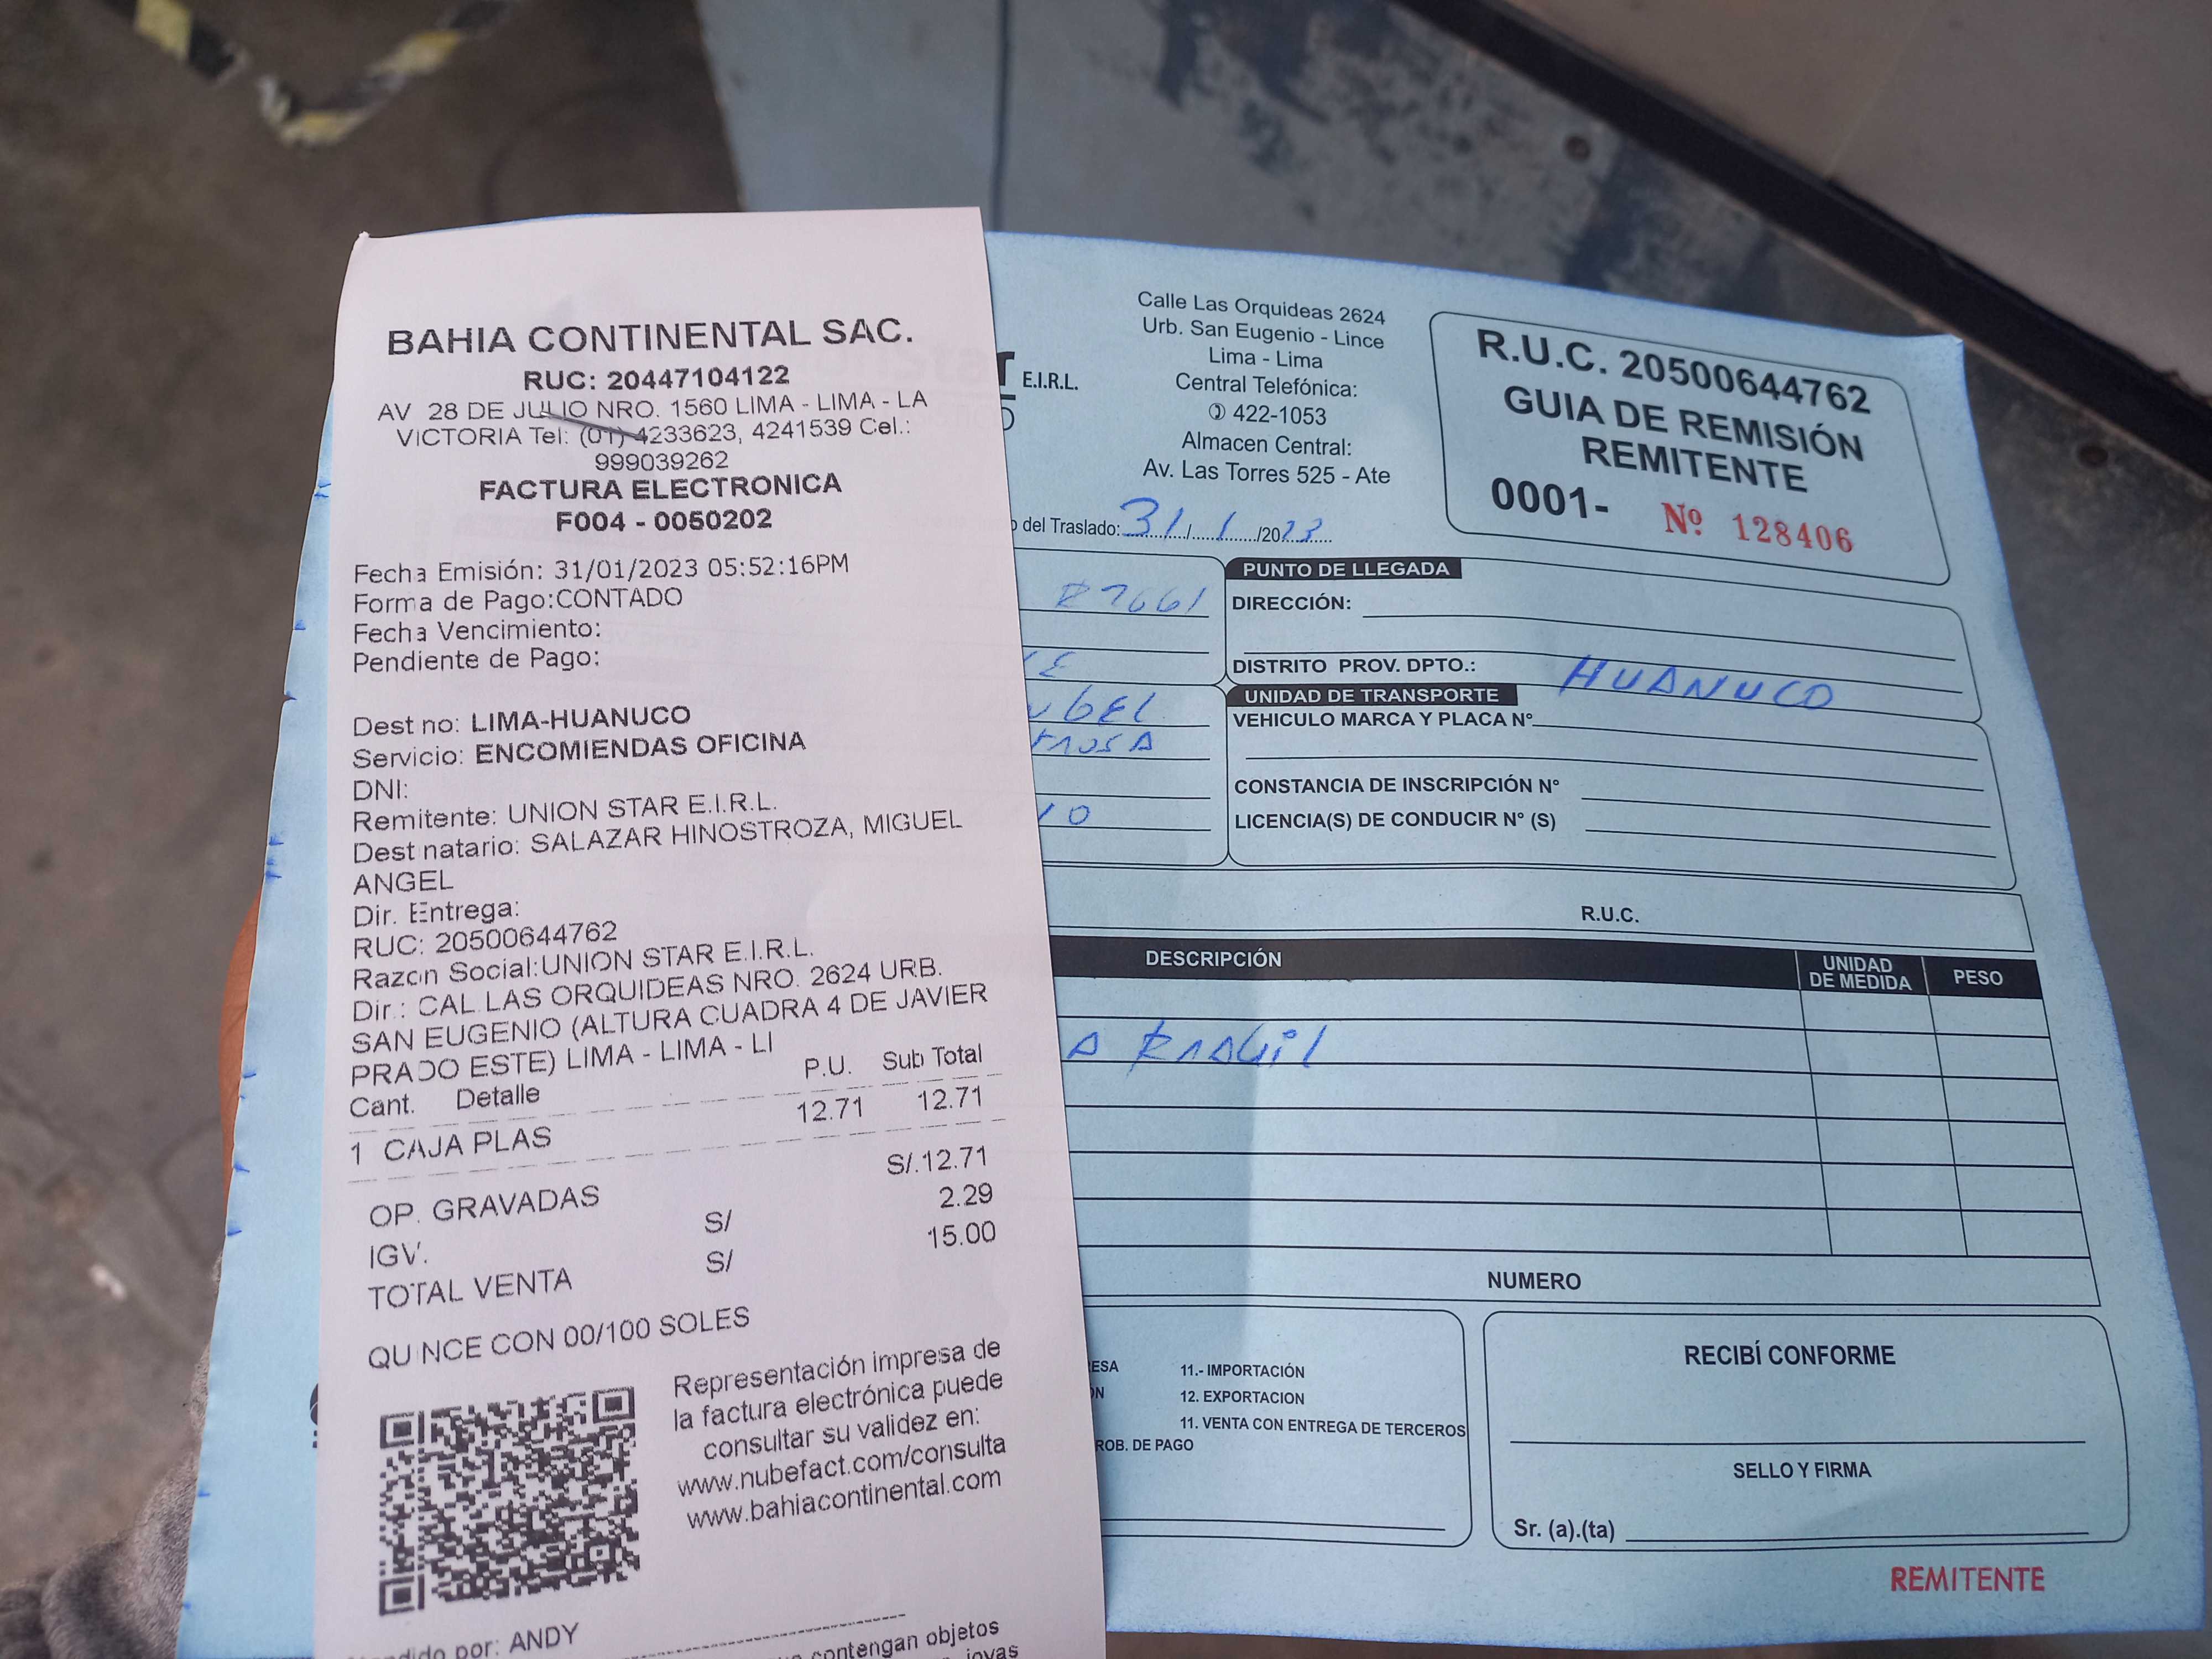 BAHIA CONTINENTAL SAC.
RUC: 20447104122
AV 28 DE JULIO NRO. 1560 LIMA - LIMA - LA
VICTORIA Tel: (01) 4233623, 4241539 Cel.:
999039262
FACTURA ELECTRONICA
F004 - 0050202
Fecha Emisión: 31/01/2023 05:52:16PM
Forma de Pago:CONTADO
Fecha Vencimiento:
Pendiente de Pago:
Dest no: LIMA-HUANUCO
Servicio: ENCOMIENDAS OFICINA
DNI:
Remitente: UNION STAR E.I.R.L.
Dest natario: SALAZAR HINOSTROZA, MIGUEL
ANGEL
Dir. Entrega:
RUC: 20500644762
Razon Social:UNION STAR E.I.R.L.
Dir.: CAL.LAS ORQUIDEAS NRO. 2624 URB.
SAN EUGENIO (ALTURA CUADRA 4 DE JAVIER
PRADO ESTE) LIMA - LIMA - LI
Cant. Detalle P.U. Sub Total
1 CAJA PLAS 12.71 12.71
OP. GRAVADAS S/.12.71
IGV. S/ 2.29
TOTAL VENTA S/ 15.00
QU NCE CON 00/100 SOLES
Representación impresa de
la factura electrónica puede
consultar su validez en:
www.nubefact.com/consulta
www.bahiacontinental.com
por: ANDY
contengan objetos
joyas
E.I.R.L.
Calle Las Orquideas 2624
Urb. San Eugenio - Lince
Lima - Lima
Central Telefónica:
422-1053
Almacen Central:
Av. Las Torres 525 - Ate
R.U.C. 20500644762
GUIA DE REMISIÓN
REMITENTE
0001- Nº 128406
del Traslado: 31/1/2023
PUNTO DE LLEGADA
DIRECCIÓN:
DISTRITO PROV. DPTO.: HUANUCO
UNIDAD DE TRANSPORTE
VEHICULO MARCA Y PLACA Nº
CONSTANCIA DE INSCRIPCIÓN Nº
LICENCIA(S) DE CONDUCIR Nº (S)
R.U.C.
DESCRIPCIÓN UNIDAD DE MEDIDA PESO
NUMERO
11.- IMPORTACIÓN
12. EXPORTACION
11. VENTA CON ENTREGA DE TERCEROS
ROB. DE PAGO
RECIBÍ CONFORME
SELLO Y FIRMA
Sr. (a).(ta)
REMITENTE